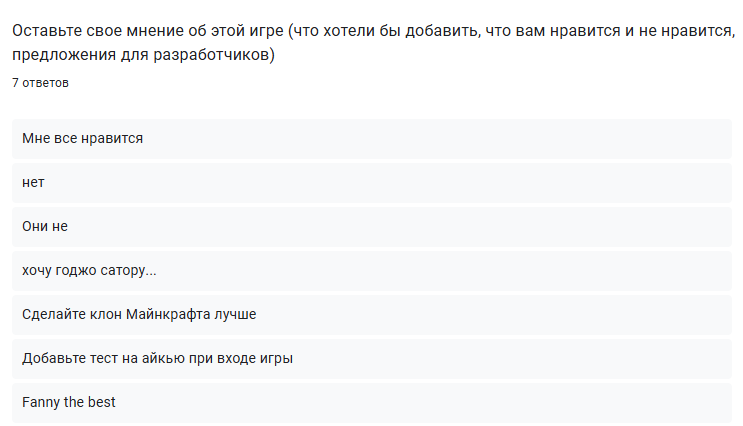 Оставьте свое мнение об этой игре (что хотели бы добавить, что вам нравится и не нравится,
предложения для разработчиков)
7 ответов
Мне все нравится
нет
Они не
хочу годжо сатору...
Сделайте клон Майнкрафта лучше
Добавьте тест на айкью при входе игры
Fanny the best